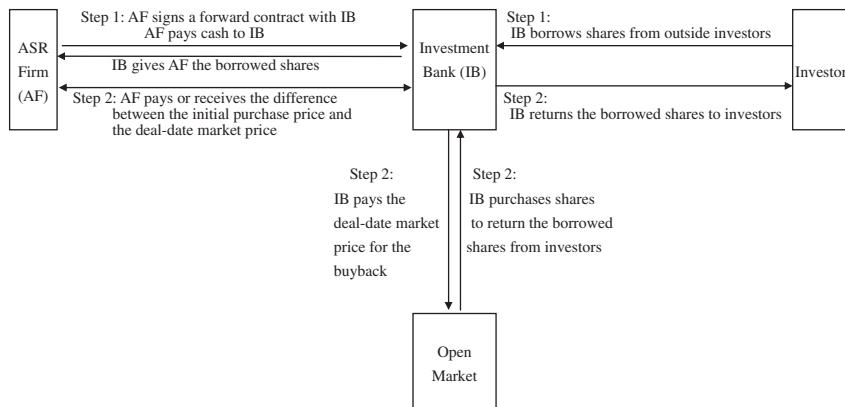 Step 1: AF signs a forward contract with IB
AF pays cash to IB
IB gives AF the borrowed shares
Step 2: AF pays or receives the difference
between the initial purchase price and
the deal-date market price
ASR
Firm
(AF)
Investment
Bank (IB)
Step 1:
IB borrows shares from outside investors
Step 2:
IB returns the borrowed shares to investors
Investor
Step 2:
IB pays the
deal-date market
price for the
buyback
Step 2:
IB purchases shares
to return the borrowed
shares from investors
Open
Market